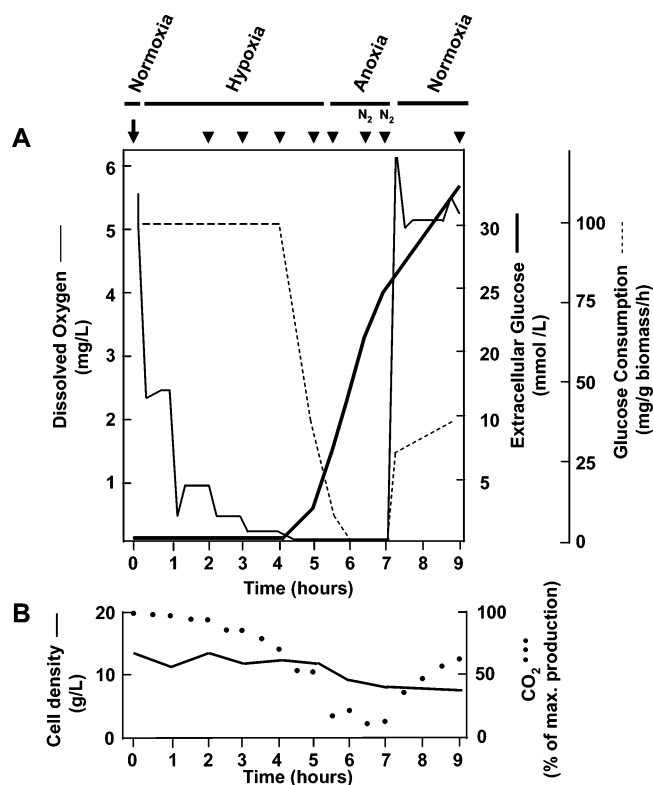 Normoxia
Hypoxia
Anoxia
Normoxia
N2 N2
A
6
5
4
3
2
1
Dissolved Oxygen
(mg/L)
30
25
20
10
5
Extracellular Glucose
(mmol /L)
100
75
50
25
0
Glucose Consumption
(mg/g biomass/h)
0 1 2 3 4 5 6 7 8 9
Time (hours)
B
Cell density
(g/L)
20
10
0
100
50
0
CO2
(% of max. production)
0 1 2 3 4 5 6 7 8 9
Time (hours)